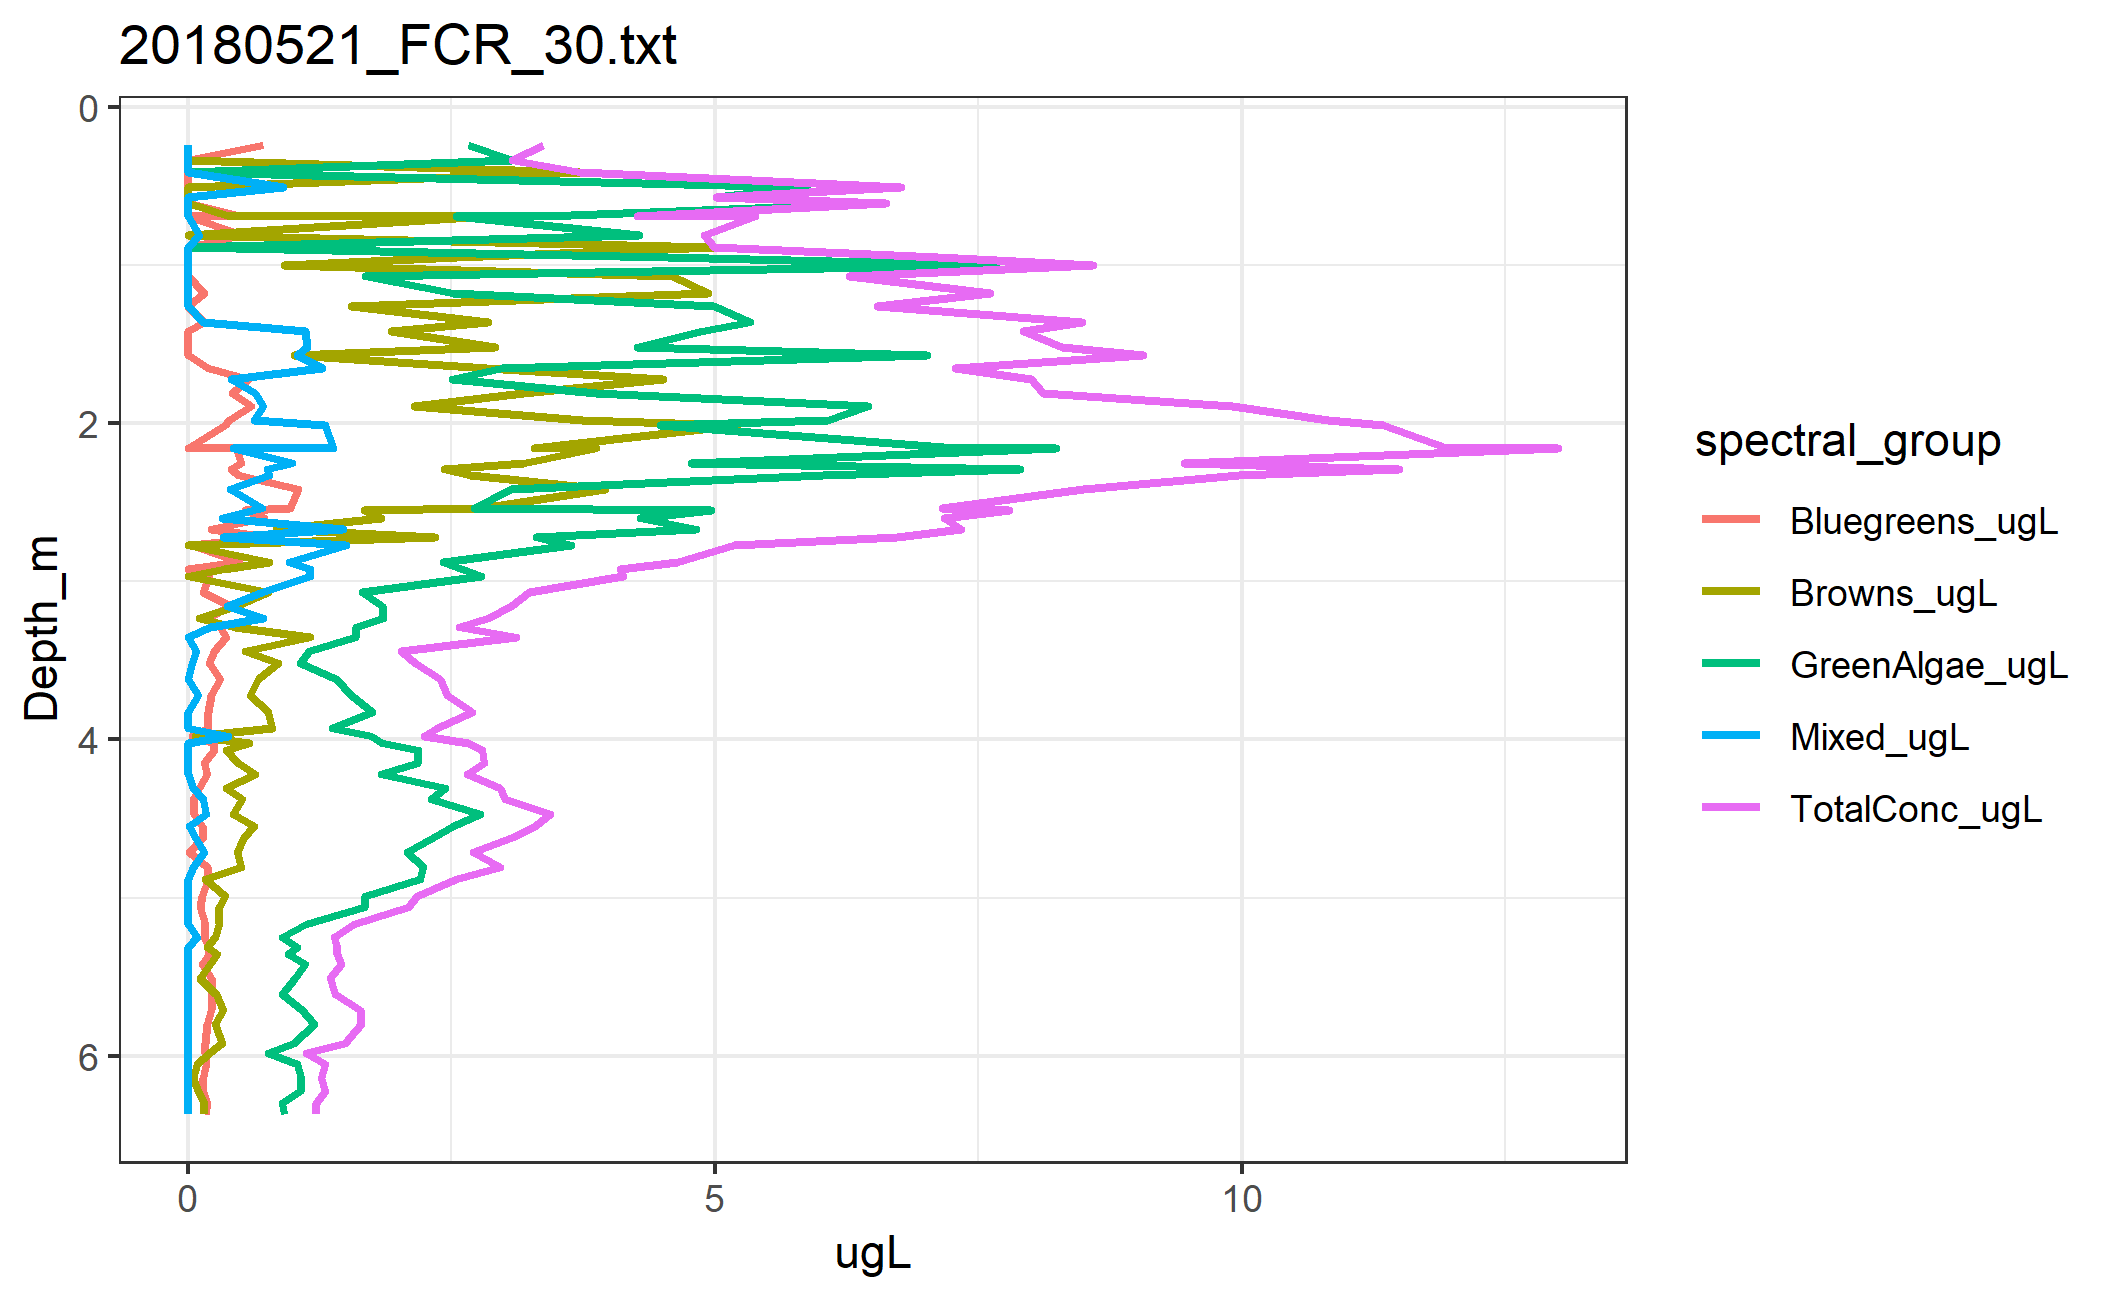 20180521_FCR_30.txt
0
2
4
6
Depth_m
0
5
10
ugL
spectral_group
Bluegreens_ugL
Browns_ugL
GreenAlgae_ugL
Mixed_ugL
TotalConc_ugL